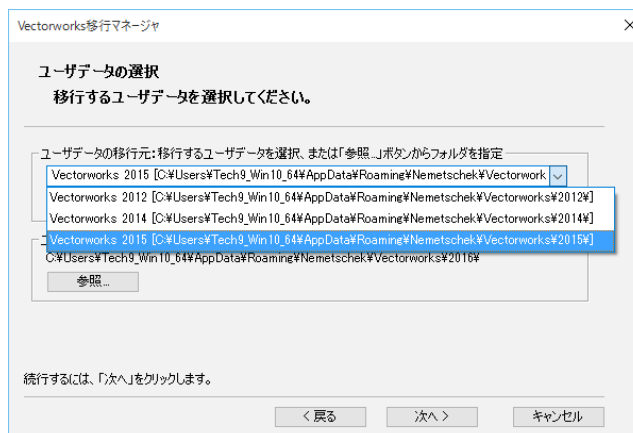 Vectorworks移行マネージャ
ユーザデータの選択
移行するユーザデータを選択してください。
ユーザデータの移行元:移行するユーザデータを選択、または「参照...」ボタンからフォルダを指定
Vectorworks 2015 [C:¥Users¥Tech9_Win10_64¥AppData¥Roaming¥Nemetschek¥Vectorwork
Vectorworks 2012 [C:¥Users¥Tech9_Win10_64¥AppData¥Roaming¥Nemetschek¥Vectorworks¥2012¥]
Vectorworks 2014 [C:¥Users¥Tech9_Win10_64¥AppData¥Roaming¥Nemetschek¥Vectorworks¥2014¥]
Vectorworks 2015 [C:¥Users¥Tech9_Win10_64¥AppData¥Roaming¥Nemetschek¥Vectorworks¥2015¥]
C:¥Users¥Tech9_Win10_64¥AppData¥Roaming¥Nemetschek¥Vectorworks¥2016¥
参照...
続行するには、「次へ」をクリックします。
< 戻る
次へ >
キャンセル